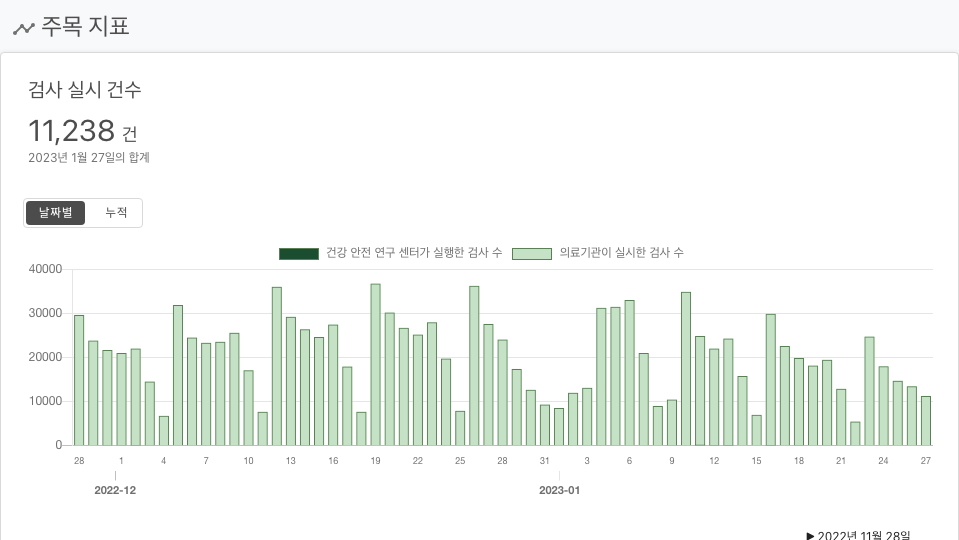 주목 지표
검사 실시 건수
11,238 건
2023년 1월 27일의 합계
날짜별 누적
건강 안전 연구 센터가 실행한 검사 수 의료기관이 실시한 검사 수
40000
30000
20000
10000
0
28 1 4 7 10 13 16 19 22 25 28 31 3 6 9 12 15 18 21 24 27
2022-12 2023-01
▶ 2022년 11월 28일